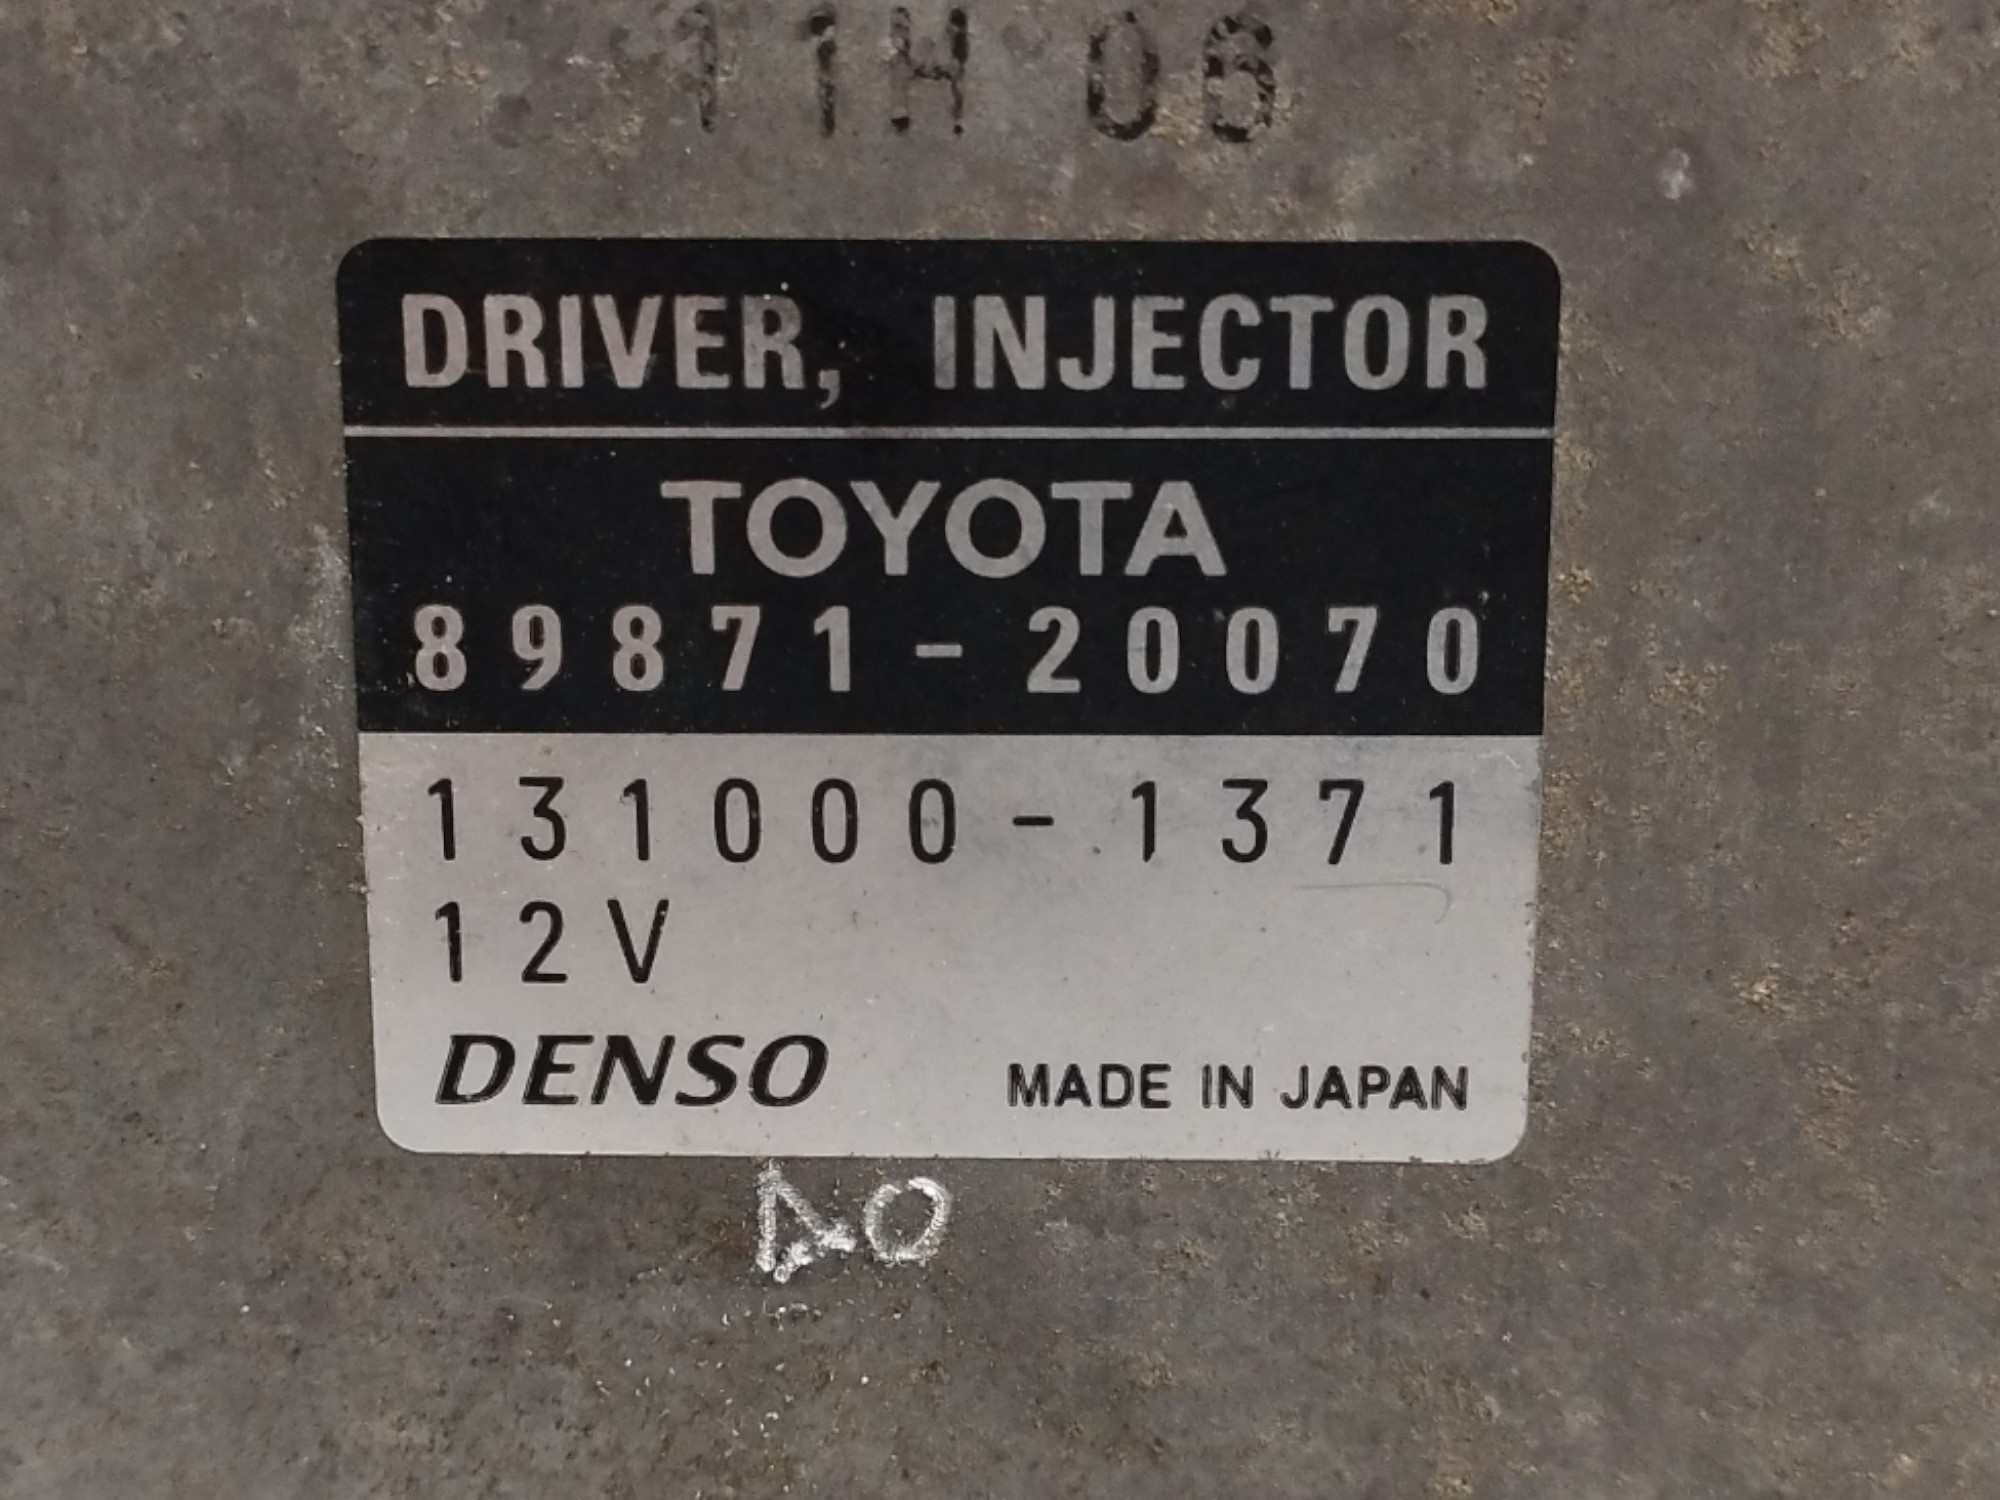 11H 06
DRIVER, INJECTOR
TOYOTA
89871-20070
131000-1371
12V
DENSO MADE IN JAPAN